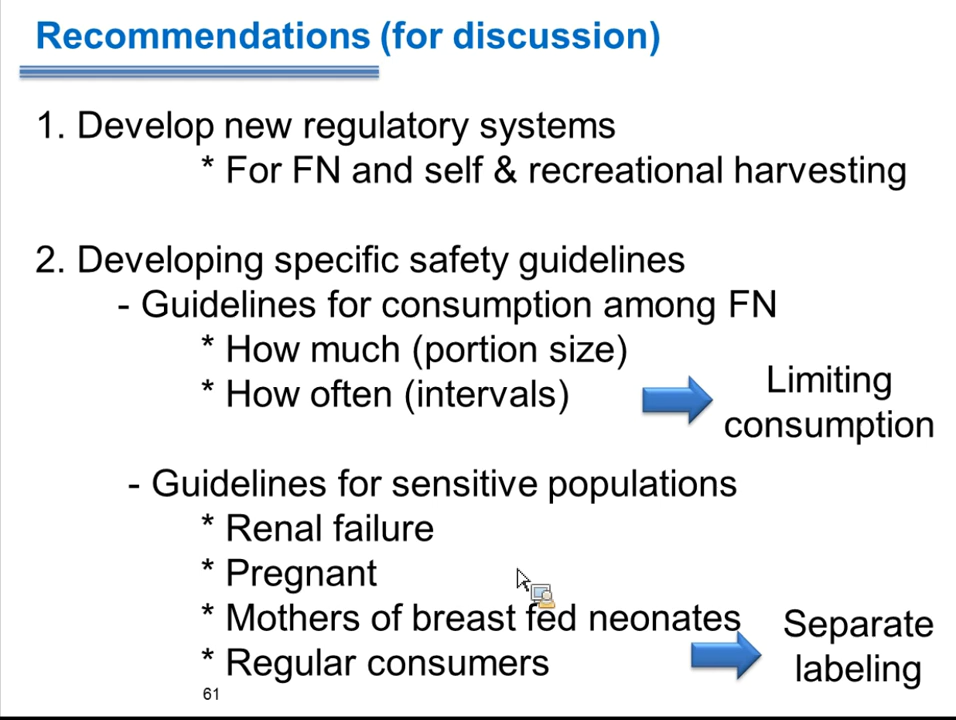 Recommendations (for discussion)
1. Develop new regulatory systems
* For FN and self & recreational harvesting
2. Developing specific safety guidelines
- Guidelines for consumption among FN
* How much (portion size)
* How often (intervals)
Limiting
consumption
- Guidelines for sensitive populations
* Renal failure
* Pregnant
* Mothers of breast fed neonates
* Regular consumers
Separate
labeling
61